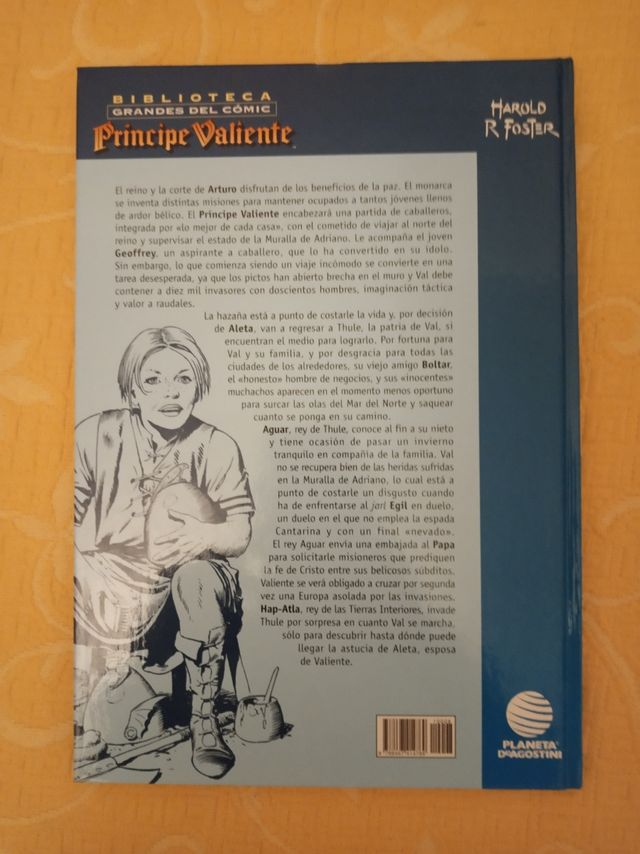 BIBLIOTECA
GRANDES DEL CÓMIC
Príncipe Valiente
HAROLD
R FOSTER
El reino y la corte de Arturo disfrutan de los beneficios de la paz. El monarca
se inventa distintas misiones para mantener ocupados a tantos jóvenes llenos
de ardor bélico. El Príncipe Valiente encabezará una partida de caballeros,
integrada por «lo mejor de cada casa», con el cometido de viajar al norte del
reino y supervisar el estado de la Muralla de Adriano. Le acompaña el joven
Geoffrey, un aspirante a caballero, que lo ha convertido en su ídolo.
Sin embargo, lo que comienza siendo un viaje incómodo se convierte en una
tarea desesperada, ya que los pictos han abierto brecha en el muro y Val debe
contener a diez mil invasores con doscientos hombres, imaginación táctica
y valor a raudales.
La hazaña está a punto de costarle la vida y, por decisión
de Aleta, van a regresar a Thule, la patria de Val, si
encuentran el medio para lograrlo. Por fortuna para
Val y su familia, y por desgracia para todas las
ciudades de los alrededores, su viejo amigo Boltar,
el «honesto» hombre de negocios, y sus «inocentes»
muchachos aparecen en el momento menos oportuno
para surcar las olas del Mar del Norte y saquear
cuanto se ponga en su camino.
Aguar, rey de Thule, conoce al fin a su nieto
y tiene ocasión de pasar un invierno
tranquilo en compañía de la familia. Val
no se recupera bien de las heridas sufridas
en la Muralla de Adriano, lo cual está a
punto de costarle un disgusto cuando
ha de enfrentarse al jarl Egil en duelo,
un duelo en el que no emplea la espada
Cantarina y con un final «nevado».
El rey Aguar envía una embajada al Papa
para solicitarle misioneros que prediquen
la fe de Cristo entre sus belicosos súbditos.
Valiente se verá obligado a cruzar por segunda
vez una Europa asolada por las invasiones.
Hap-Atla, rey de las Tierras Interiores, invade
Thule por sorpresa en cuanto Val se marcha,
sólo para descubrir hasta dónde puede
llegar la astucia de Aleta, esposa
de Valiente.
PLANETA
DeAGOSTINI